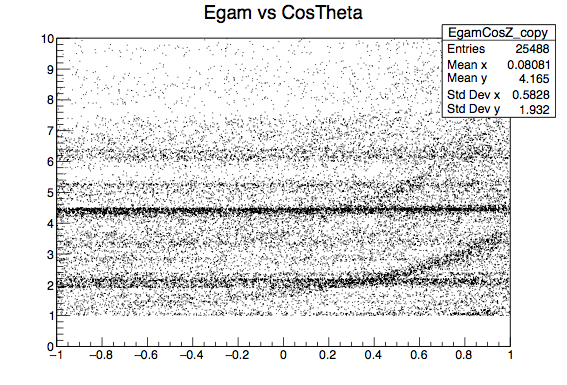 Egam vs CosTheta
EgamCosZ_copy
Entries 25488
Mean x 0.08081
Mean y 4.165
Std Dev x 0.5828
Std Dev y 1.932
10
9
8
7
6
5
4
3
2
1
0
−1 −0.8 −0.6 −0.4 −0.2 0 0.2 0.4 0.6 0.8 1